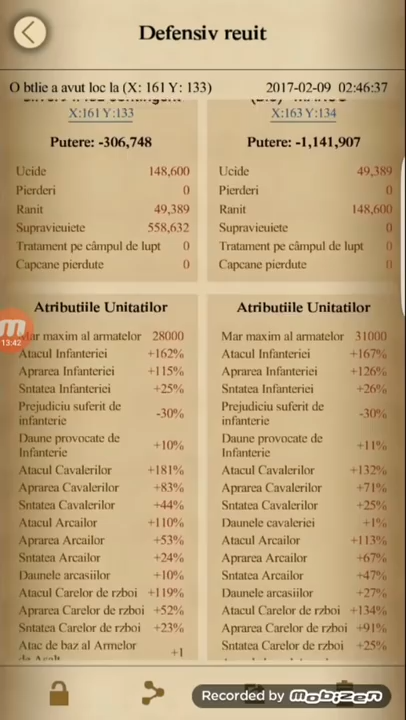 Defensiv reuit
O btlie a avut loc la (X: 161 Y: 133) 2017-02-09 02:46:37
X:161 Y:133
Putere: -306,748
Ucide 148,600
Pierderi 0
Ranit 49,389
Supravieuiete 558,632
Tratament pe câmpul de lupt 0
Capcane pierdute 0
X:163 Y:134
Putere: -1,141,907
Ucide 49,389
Pierderi 0
Ranit 148,600
Supravieuiete 0
Tratament pe câmpul de lupt 0
Capcane pierdute 0
Atributiile Unitatilor
Mar maxim al armatelor 28000
Atacul Infanteriei +162%
Aprarea Infanteriei +115%
Sntatea Infanteriei +25%
Prejudiciu suferit de
infanterie -30%
Daune provocate de
Infanterie +10%
Atacul Cavalerilor +181%
Aprarea Cavalerilor +83%
Sntatea Cavalerilor +44%
Atacul Arcailor +110%
Aprarea Arcailor +53%
Sntatea Arcailor +24%
Daunele arcasiilor +10%
Atacul Carelor de rzboi +119%
Aprarea Carelor de rzboi +52%
Sntatea Carelor de rzboi +23%
Atac de baz al Armelor
de Asalt +1
Atributiile Unitatilor
Mar maxim al armatelor 31000
Atacul Infanteriei +167%
Aprarea Infanteriei +126%
Sntatea Infanteriei +26%
Prejudiciu suferit de
infanterie -30%
Daune provocate de
Infanterie +11%
Atacul Cavalerilor +132%
Aprarea Cavalerilor +71%
Sntatea Cavalerilor +25%
Daunele cavaleriei +1%
Atacul Arcailor +113%
Aprarea Arcailor +67%
Sntatea Arcailor +47%
Daunele arcasiilor +27%
Atacul Carelor de rzboi +134%
Aprarea Carelor de rzboi +91%
Sntatea Carelor de rzboi +25%
13:42
Recorded by mobizen